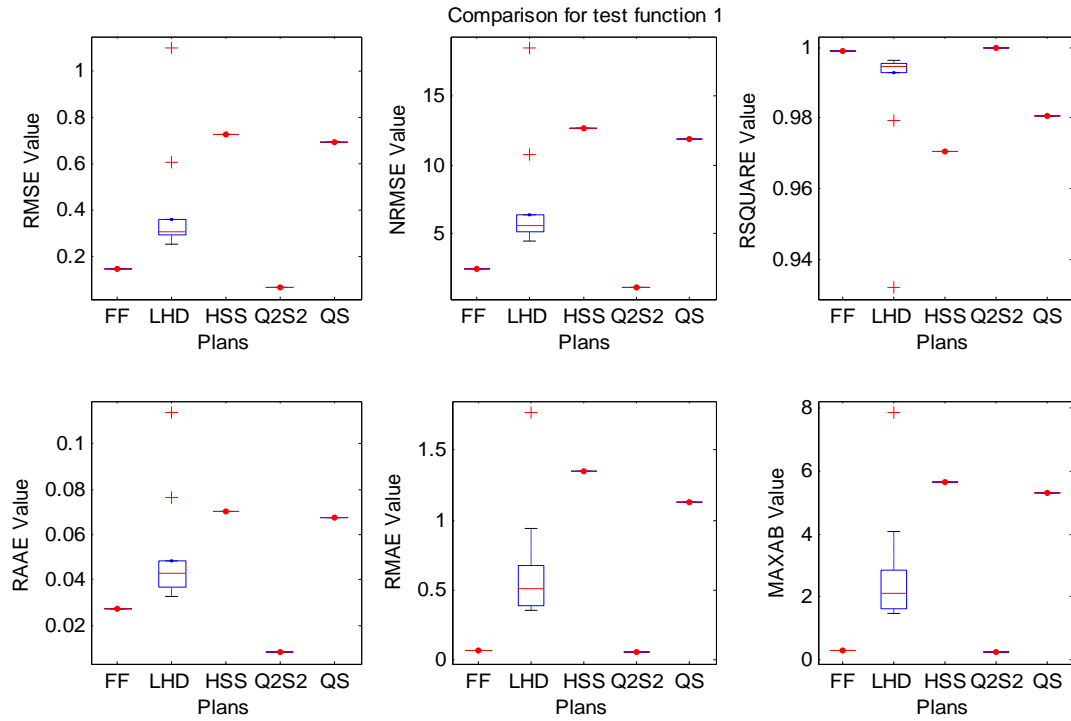 Comparison for test function 1
RMSE Value
1
0.8
0.6
0.4
0.2
FF LHD HSS Q2S2 QS
Plans
NRMSE Value
15
10
5
FF LHD HSS Q2S2 QS
Plans
RSQUARE Value
1
0.98
0.96
0.94
FF LHD HSS Q2S2 QS
Plans
RAAE Value
0.1
0.08
0.06
0.04
0.02
FF LHD HSS Q2S2 QS
Plans
RMAE Value
1.5
1
0.5
0
FF LHD HSS Q2S2 QS
Plans
MAXAB Value
8
6
4
2
0
FF LHD HSS Q2S2 QS
Plans